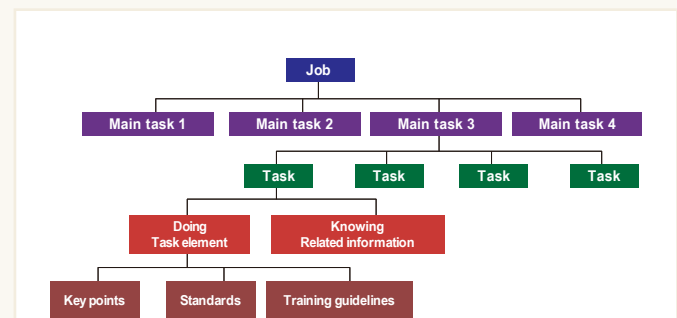 Job
Main task 1
Main task 2
Main task 3
Main task 4
Task
Task
Task
Task
Doing
Task element
Knowing
Related information
Key points
Standards
Training guidelines